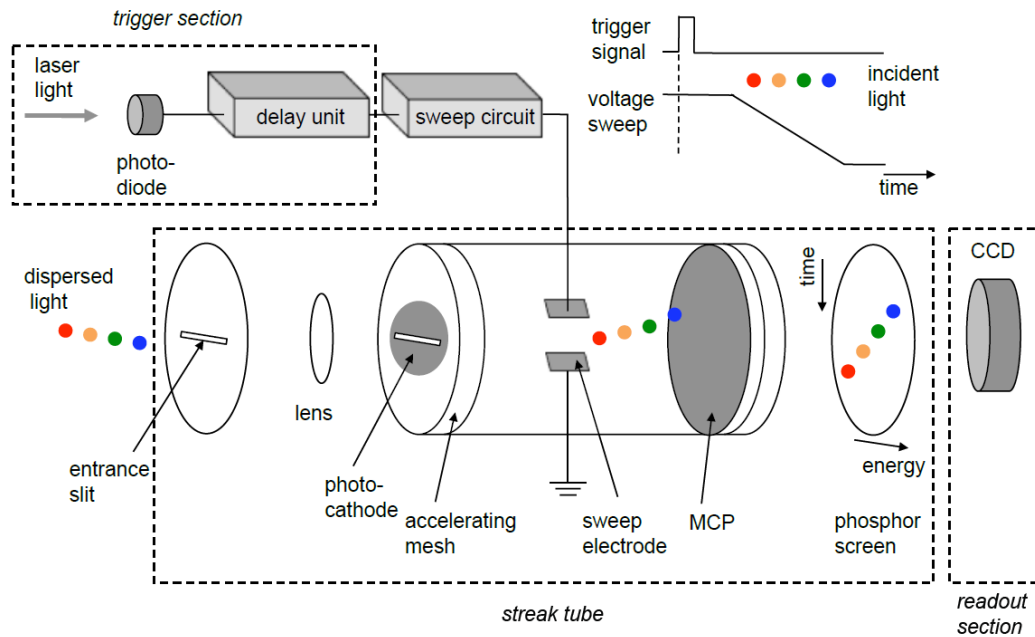 trigger section
laser
light
photo-
diode
delay unit
sweep circuit
trigger
signal
incident
light
voltage
sweep
time
dispersed
light
entrance
slit
lens
photo-
cathode
accelerating
mesh
sweep
electrode
MCP
time
energy
phosphor
screen
CCD
streak tube
readout
section